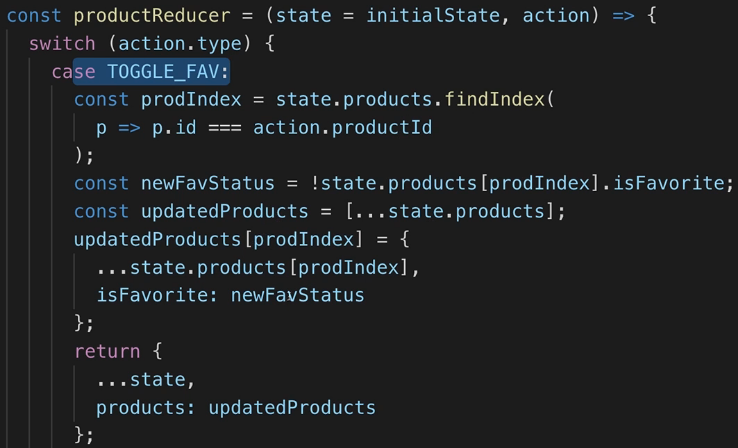 const productReducer = (state = initialState, action) => {
switch (action.type) {
case TOGGLE_FAV:
const prodIndex = state.products.findIndex(
p => p.id === action.productId
);
const newFavStatus = !state.products[prodIndex].isFavorite;
const updatedProducts = [...state.products];
updatedProducts[prodIndex] = {
...state.products[prodIndex],
isFavorite: newFavStatus
};
return {
...state,
products: updatedProducts
};